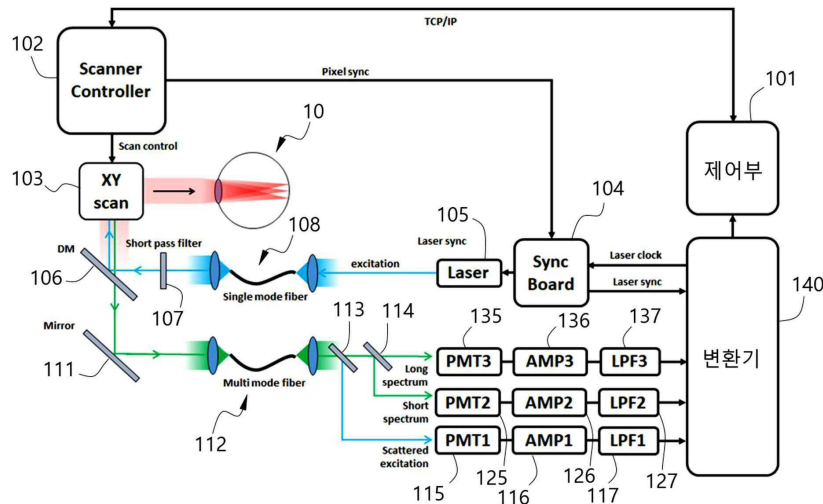 TCP/IP
102
Scanner
Controller
Pixel sync
101
제어부
Scan control
10
103
XY
scan
104
105
Laser sync
Short pass filter
108
DM
106
107
excitation
Laser
Sync
Board
Laser clock
Laser sync
140
Single mode fiber
113
114
135
136
137
Mirror
111
Multi mode fiber
112
Long
spectrum
PMT3
AMP3
LPF3
변환기
Short
spectrum
PMT2
AMP2
LPF2
Scattered
excitation
PMT1
AMP1
LPF1
115
125
116
126
117
127